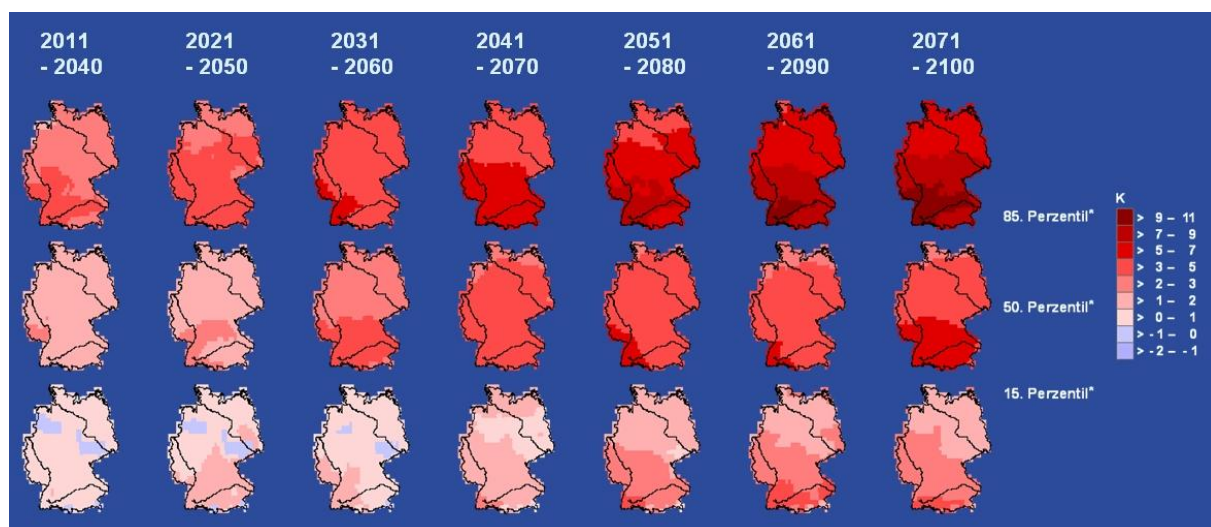 2011 2021 2031 2041 2051 2061 2071
- 2040 - 2050 - 2060 - 2070 - 2080 - 2090 - 2100
85. Perzentil*
50. Perzentil*
15. Perzentil*
K
> 9 – 11
> 7 – 9
> 5 – 7
> 3 – 5
> 2 – 3
> 1 – 2
> 0 – 1
> -1 – 0
> -2 – -1